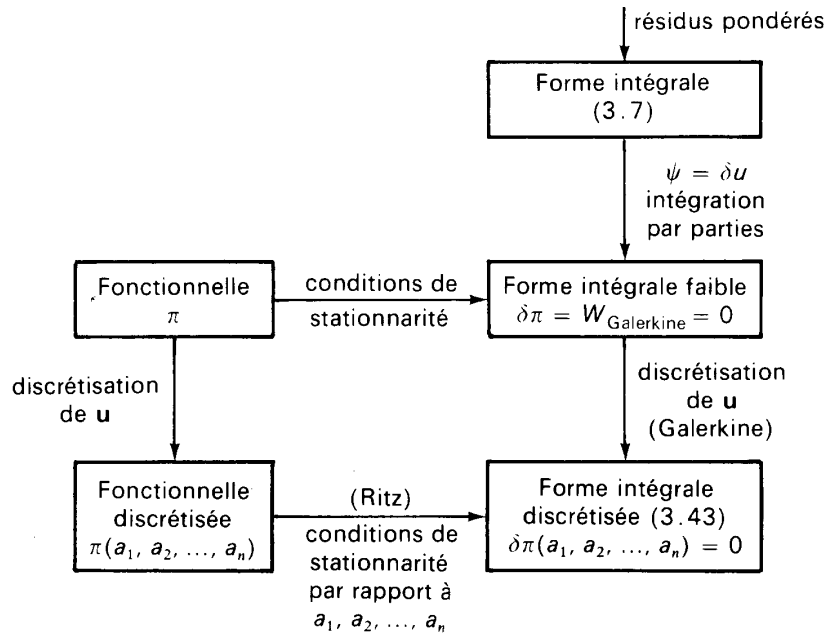 résidus pondérés
Forme intégrale
(3.7)
ψ = δu
intégration
par parties
Fonctionnelle
π
conditions de
stationnarité
Forme intégrale faible
δπ = W_Galerkine = 0
discrétisation
de u
discrétisation
de u
(Galerkine)
Fonctionnelle
discrétisée
π(a₁, a₂, ..., aₙ)
(Ritz)
conditions de
stationnarité
par rapport à
a₁, a₂, ..., aₙ
Forme intégrale
discrétisée (3.43)
δπ(a₁, a₂, ..., aₙ) = 0